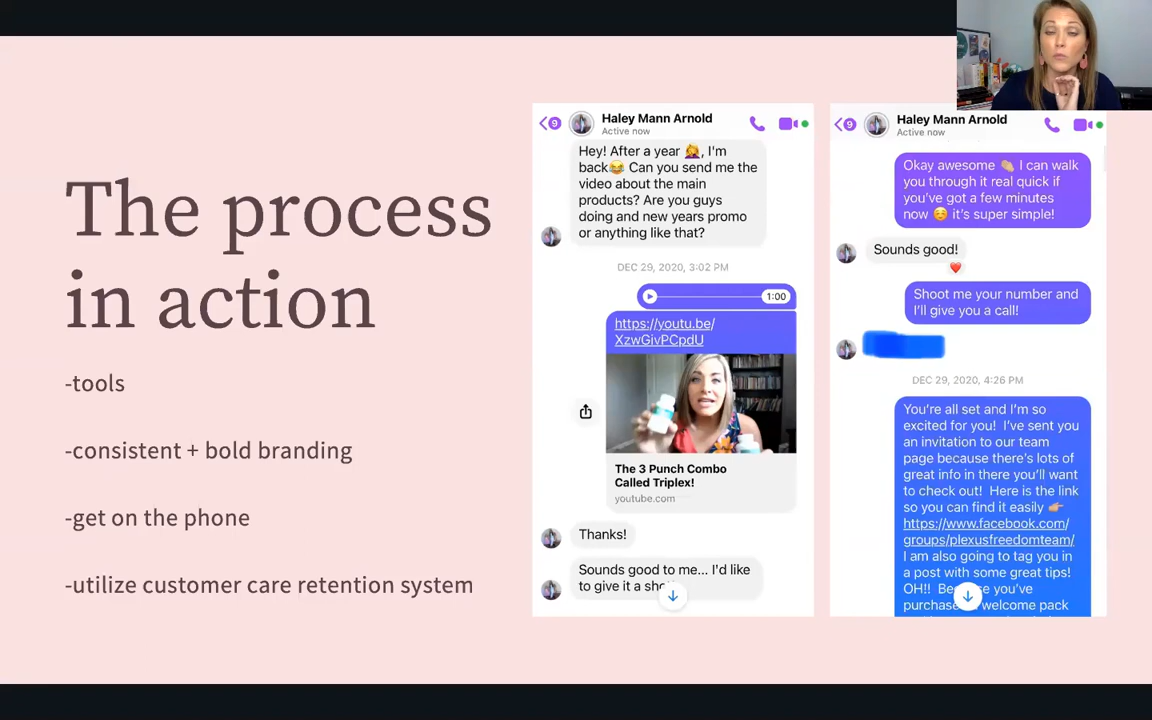 The process
in action
-tools
-consistent + bold branding
-get on the phone
-utilize customer care retention system
9
Haley Mann Arnold
Active now
Hey! After a year 🤦‍♀️, I'm
back😂 Can you send me the
video about the main
products? Are you guys
doing and new years promo
or anything like that?
DEC 29, 2020, 3:02 PM
1:00
https://youtu.be/
XzwGivPCpdU
The 3 Punch Combo
Called Triplex!
youtube.com
Thanks!
Sounds good to me... I'd like
to give it a
9
Haley Mann Arnold
Active now
Okay awesome 👏🏼 I can walk
you through it real quick if
you've got a few minutes
now ☺️ it's super simple!
Sounds good!
Shoot me your number and
I'll give you a call!
DEC 29, 2020, 4:26 PM
You're all set and I'm so
excited for you! I've sent you
an invitation to our team
page because there's lots of
great info in there you'll want
to check out! Here is the link
so you can find it easily 👉🏼
https://www.facebook.com/
groups/plexusfreedomteam/
I am also going to tag you in
a post with some great tips!
OH!! you've
welcome pack